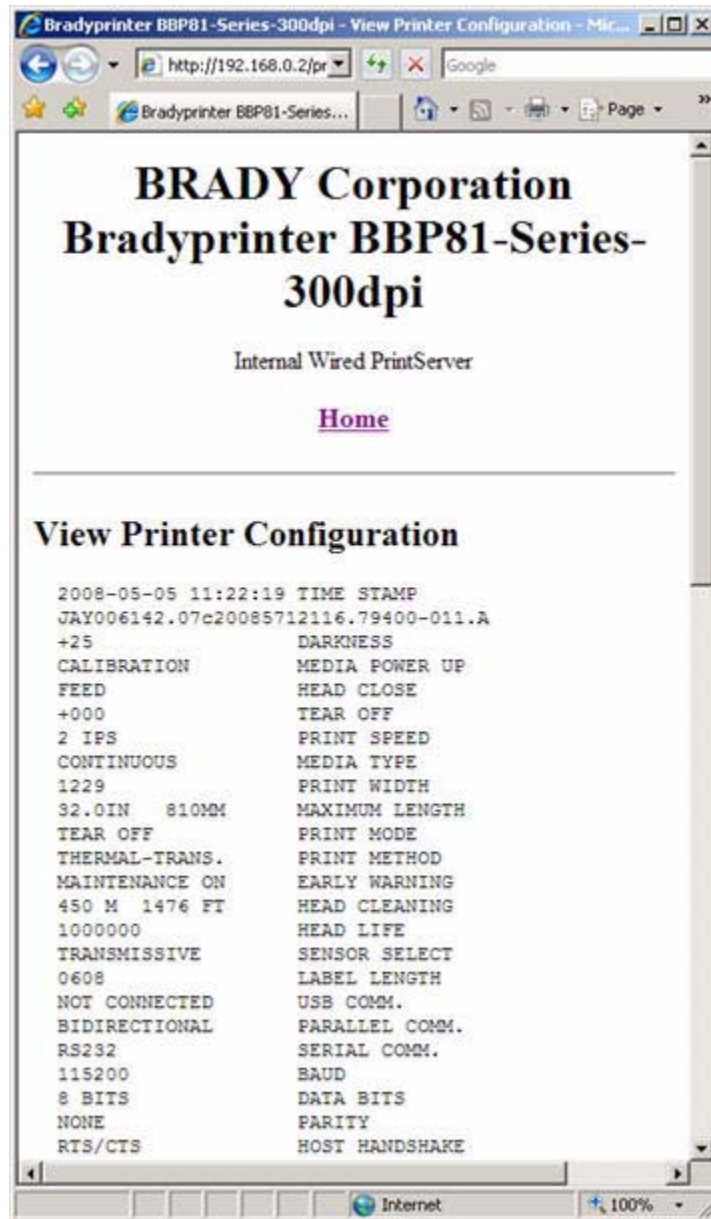 Bradyprinter BBP81-Series-300dpi - View Printer Configuration - Mic...
http://192.168.0.2/pr
Google
Bradyprinter BBP81-Series...
Page
BRADY Corporation
Bradyprinter BBP81-Series-
300dpi
Internal Wired PrintServer
Home
View Printer Configuration
2008-05-05 11:22:19 TIME STAMP
JAY006142.07c20085712116.79400-011.A
+25 DARKNESS
CALIBRATION MEDIA POWER UP
FEED HEAD CLOSE
+000 TEAR OFF
2 IPS PRINT SPEED
CONTINUOUS MEDIA TYPE
1229 PRINT WIDTH
32.0IN 810MM MAXIMUM LENGTH
TEAR OFF PRINT MODE
THERMAL-TRANS. PRINT METHOD
MAINTENANCE ON EARLY WARNING
450 M 1476 FT HEAD CLEANING
1000000 HEAD LIFE
TRANSMISSIVE SENSOR SELECT
0608 LABEL LENGTH
NOT CONNECTED USB COMM.
BIDIRECTIONAL PARALLEL COMM.
RS232 SERIAL COMM.
115200 BAUD
8 BITS DATA BITS
NONE PARITY
RTS/CTS HOST HANDSHAKE
Internet 100%